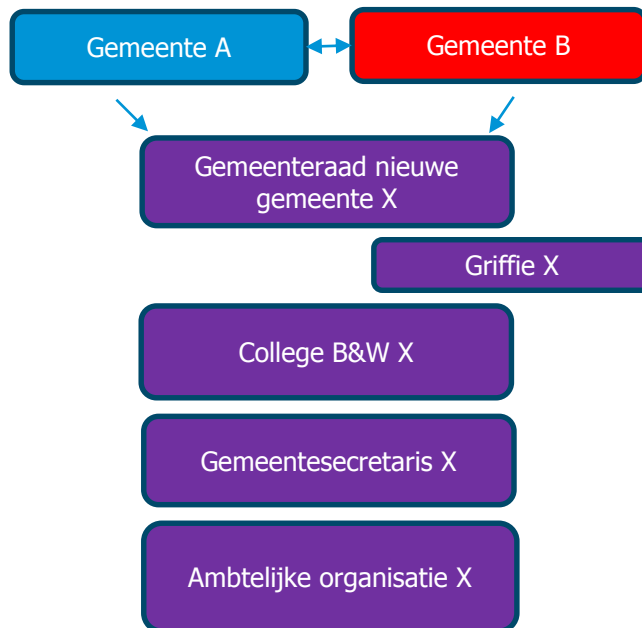 Gemeente A
Gemeente B
Gemeenteraad nieuwe
gemeente X
Griffie X
College B&W X
Gemeentesecretaris X
Ambtelijke organisatie X